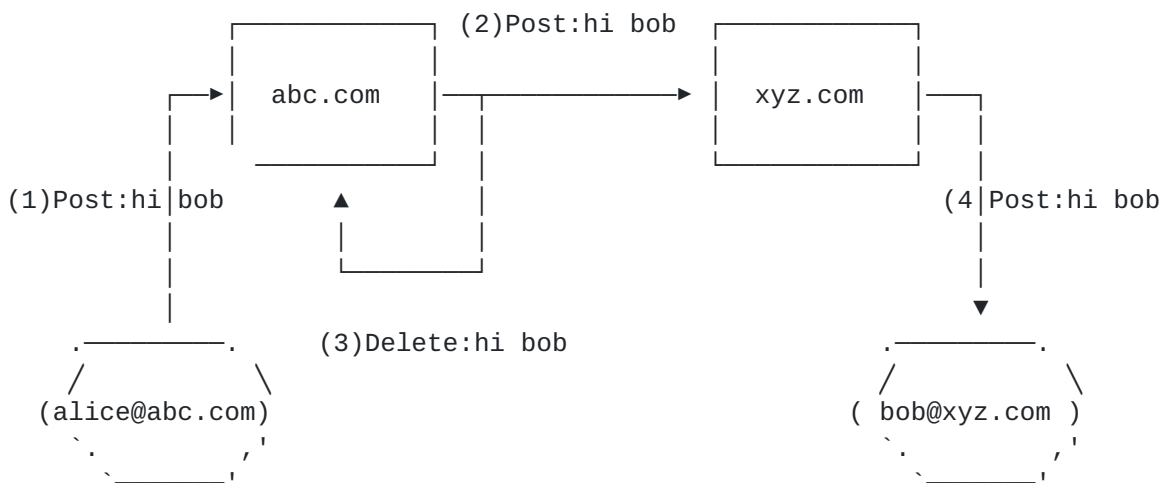 (2)Post:hi bob
abc.com
xyz.com
(1)Post:hi bob
(4 Post:hi bob
(3)Delete:hi bob
(alice@abc.com)
( bob@xyz.com )